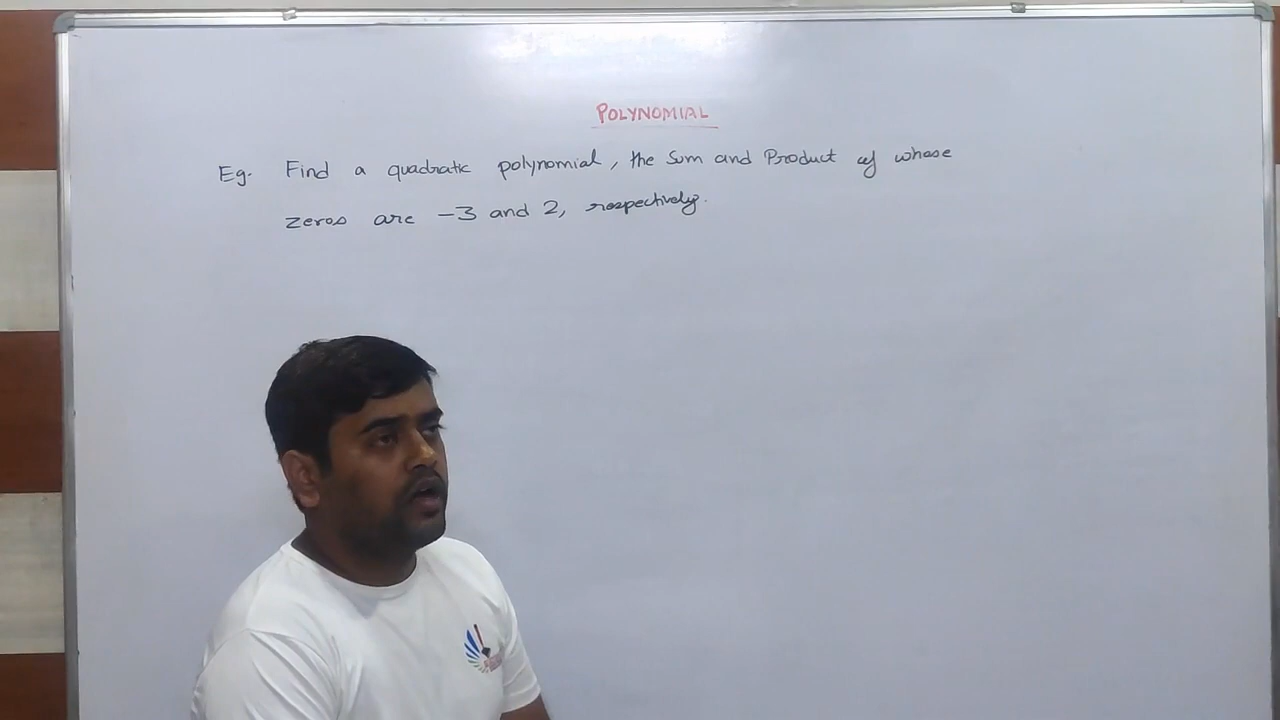 POLYNOMIAL
Eg. Find a quadratic polynomial, the Sum and Product of whose
zeros are -3 and 2, respectively.